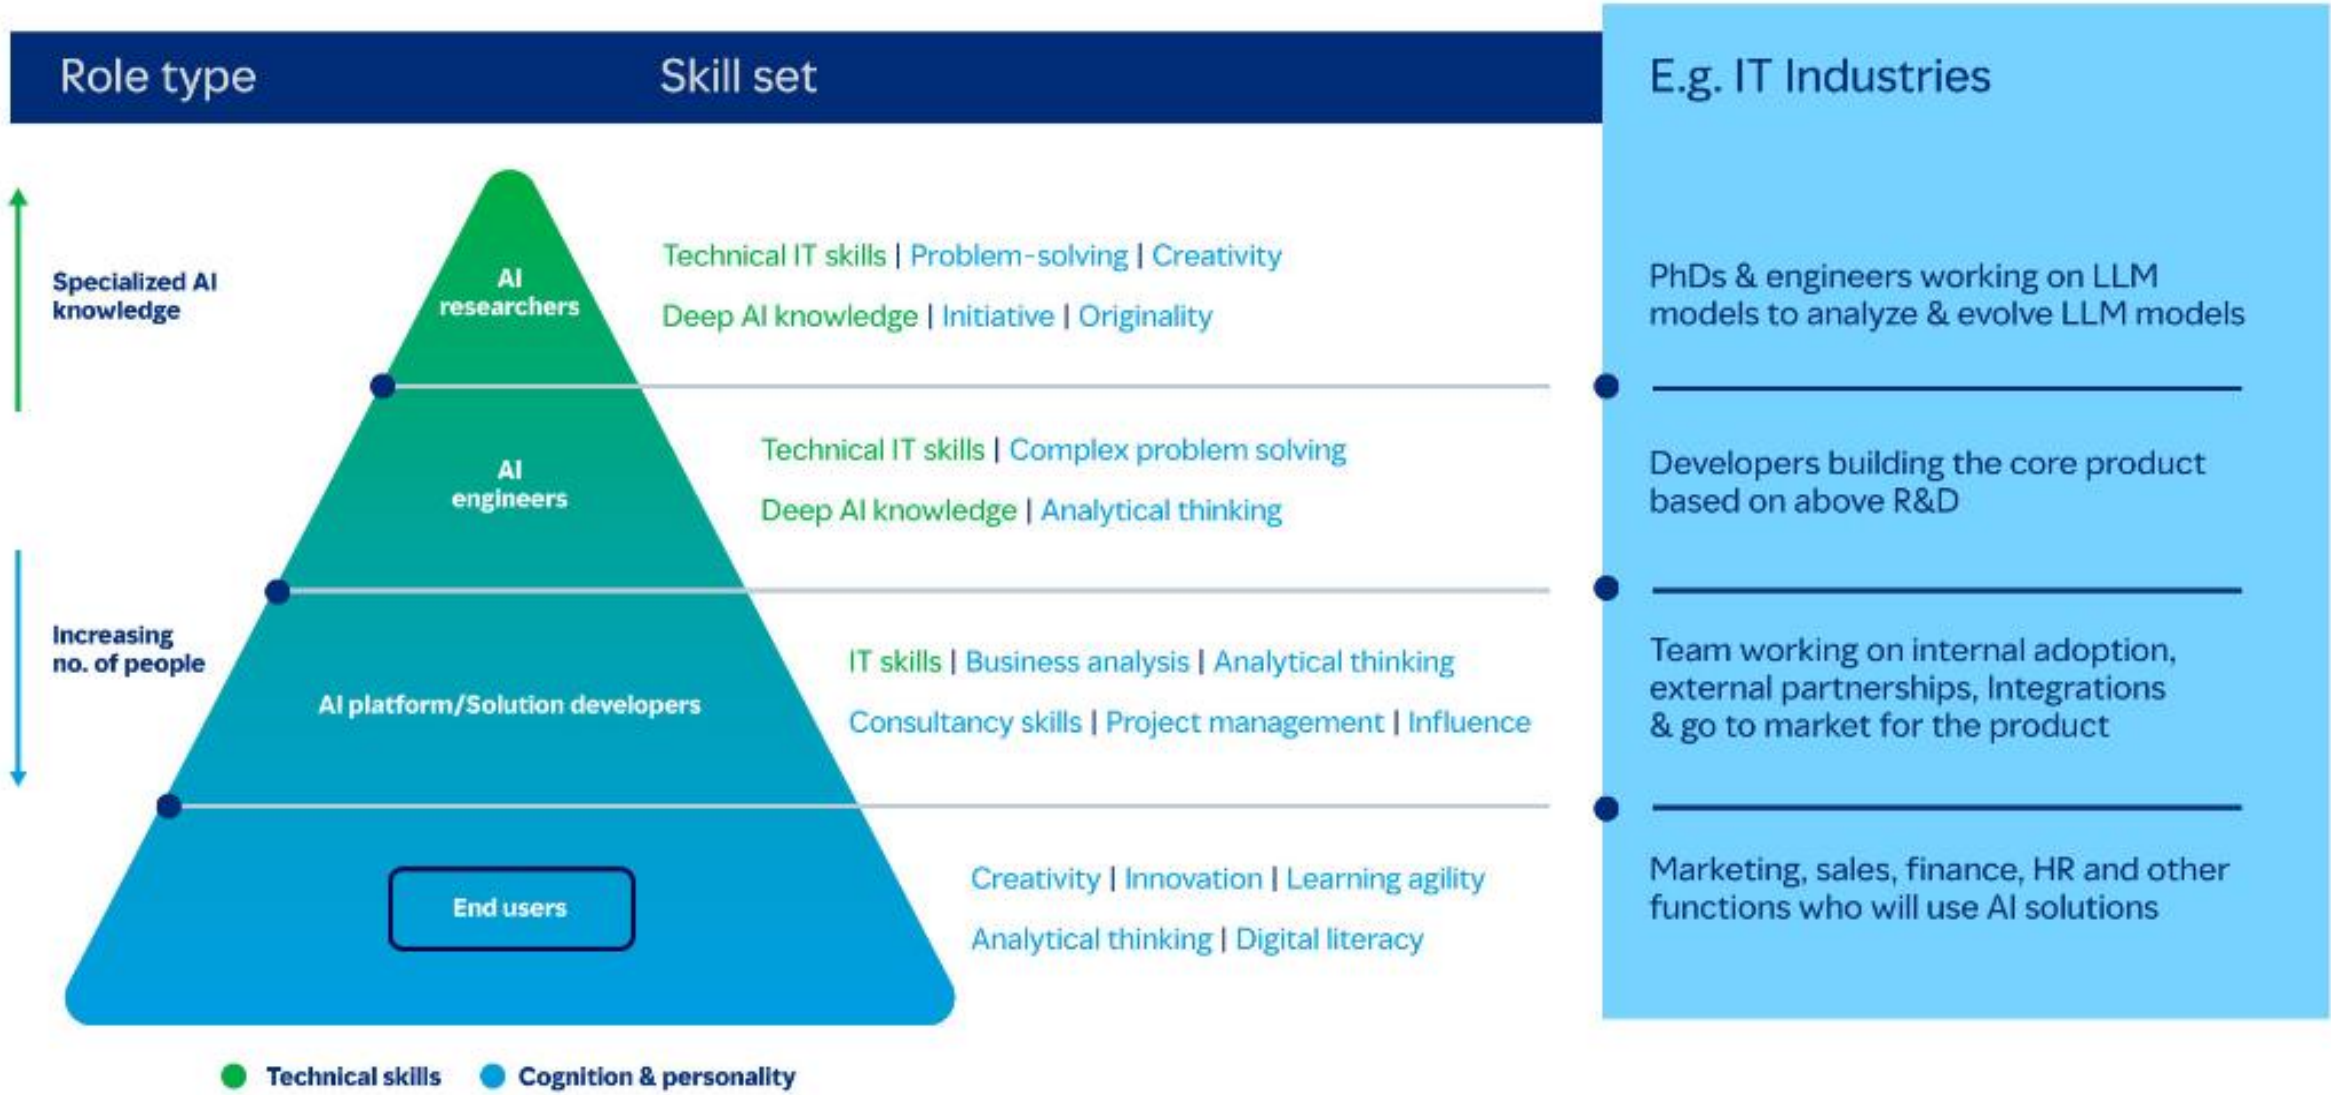 Role type
Skill set
E.g. IT Industries
Specialized AI
knowledge
AI
researchers
Technical IT skills | Problem-solving | Creativity
Deep AI knowledge | Initiative | Originality
PhDs & engineers working on LLM
models to analyze & evolve LLM models
AI
engineers
Technical IT skills | Complex problem solving
Deep AI knowledge | Analytical thinking
Developers building the core product
based on above R&D
Increasing
no. of people
AI platform/Solution developers
IT skills | Business analysis | Analytical thinking
Consultancy skills | Project management | Influence
Team working on internal adoption,
external partnerships, Integrations
& go to market for the product
End users
Creativity | Innovation | Learning agility
Analytical thinking | Digital literacy
Marketing, sales, finance, HR and other
functions who will use AI solutions
Technical skills
Cognition & personality